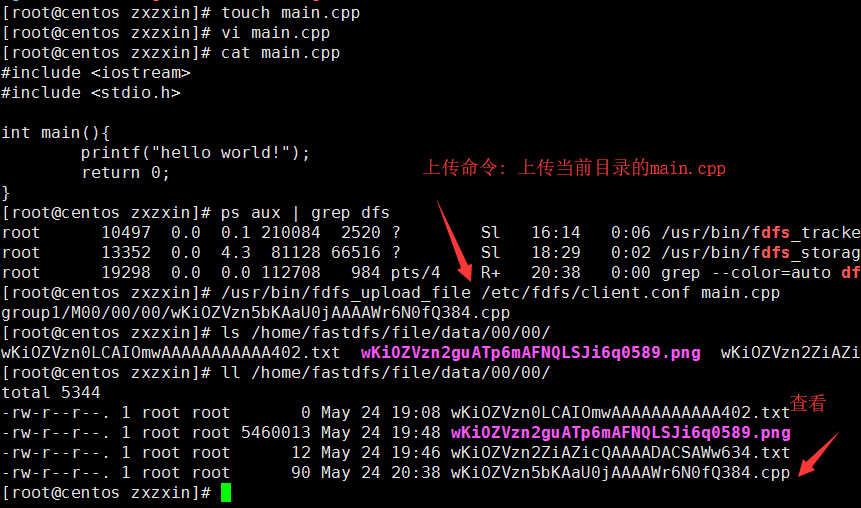 [root@centos zxzxin]# touch main.cpp
[root@centos zxzxin]# vi main.cpp
[root@centos zxzxin]# cat main.cpp
#include <iostream>
#include <stdio.h>
int main(){
printf("hello world!");
return 0;
}
上传命令: 上传当前目录的main.cpp
[root@centos zxzxin]# ps aux | grep dfs
root 10497 0.0 0.1 210084 2520 ? Sl 16:14 0:06 /usr/bin/fdfs_tracke
root 13352 0.0 4.3 81128 66516 ? Sl 18:29 0:02 /usr/bin/fdfs_storag
root 19298 0.0 0.0 112708 984 pts/4 R+ 20:38 0:00 grep --color=auto df
[root@centos zxzxin]# /usr/bin/fdfs_upload_file /etc/fdfs/client.conf main.cpp
group1/M00/00/00/wKiOZVzn5bKAaU0jAAAAWr6N0fQ384.cpp
[root@centos zxzxin]# ls /home/fastdfs/file/data/00/00/
wKiOZVzn0LCAIOmwAAAAAAAAAAA402.txt wKiOZVzn2guATp6mAFNQLSJi6q0589.png wKiOZVzn2ZiAZi
[root@centos zxzxin]# ll /home/fastdfs/file/data/00/00/
total 5344
-rw-r--r--. 1 root root 0 May 24 19:08 wKiOZVzn0LCAIOmwAAAAAAAAAAA402.txt
查看
-rw-r--r--. 1 root root 5460013 May 24 19:48 wKiOZVzn2guATp6mAFNQLSJi6q0589.png
-rw-r--r--. 1 root root 12 May 24 19:46 wKiOZVzn2ZiAZicQAAAADACSAWw634.txt
-rw-r--r--. 1 root root 90 May 24 20:38 wKiOZVzn5bKAaU0jAAAAWr6N0fQ384.cpp
[root@centos zxzxin]#